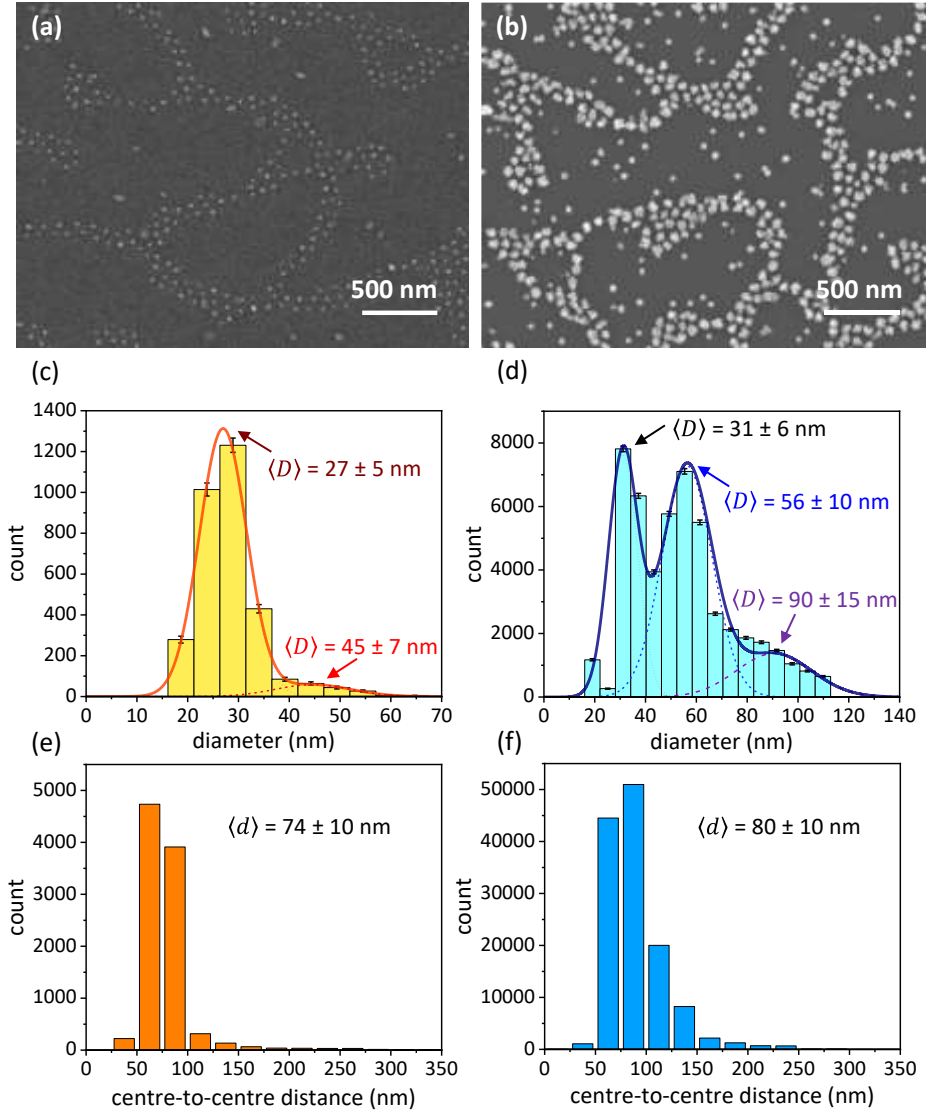 (a)
500 nm
(b)
500 nm
(c)
1400
1200
1000
800
600
400
200
0
count
⟨D⟩ = 27 ± 5 nm
⟨D⟩ = 45 ± 7 nm
0 10 20 30 40 50 60 70
diameter (nm)
(d)
8000
6000
4000
2000
0
count
⟨D⟩ = 31 ± 6 nm
⟨D⟩ = 56 ± 10 nm
⟨D⟩ = 90 ± 15 nm
0 20 40 60 80 100 120 140
diameter (nm)
(e)
5000
4000
3000
2000
1000
0
count
⟨d⟩ = 74 ± 10 nm
0 50 100 150 200 250 300 350
centre-to-centre distance (nm)
(f)
50000
40000
30000
20000
10000
0
count
⟨d⟩ = 80 ± 10 nm
0 50 100 150 200 250 300 350
centre-to-centre distance (nm)